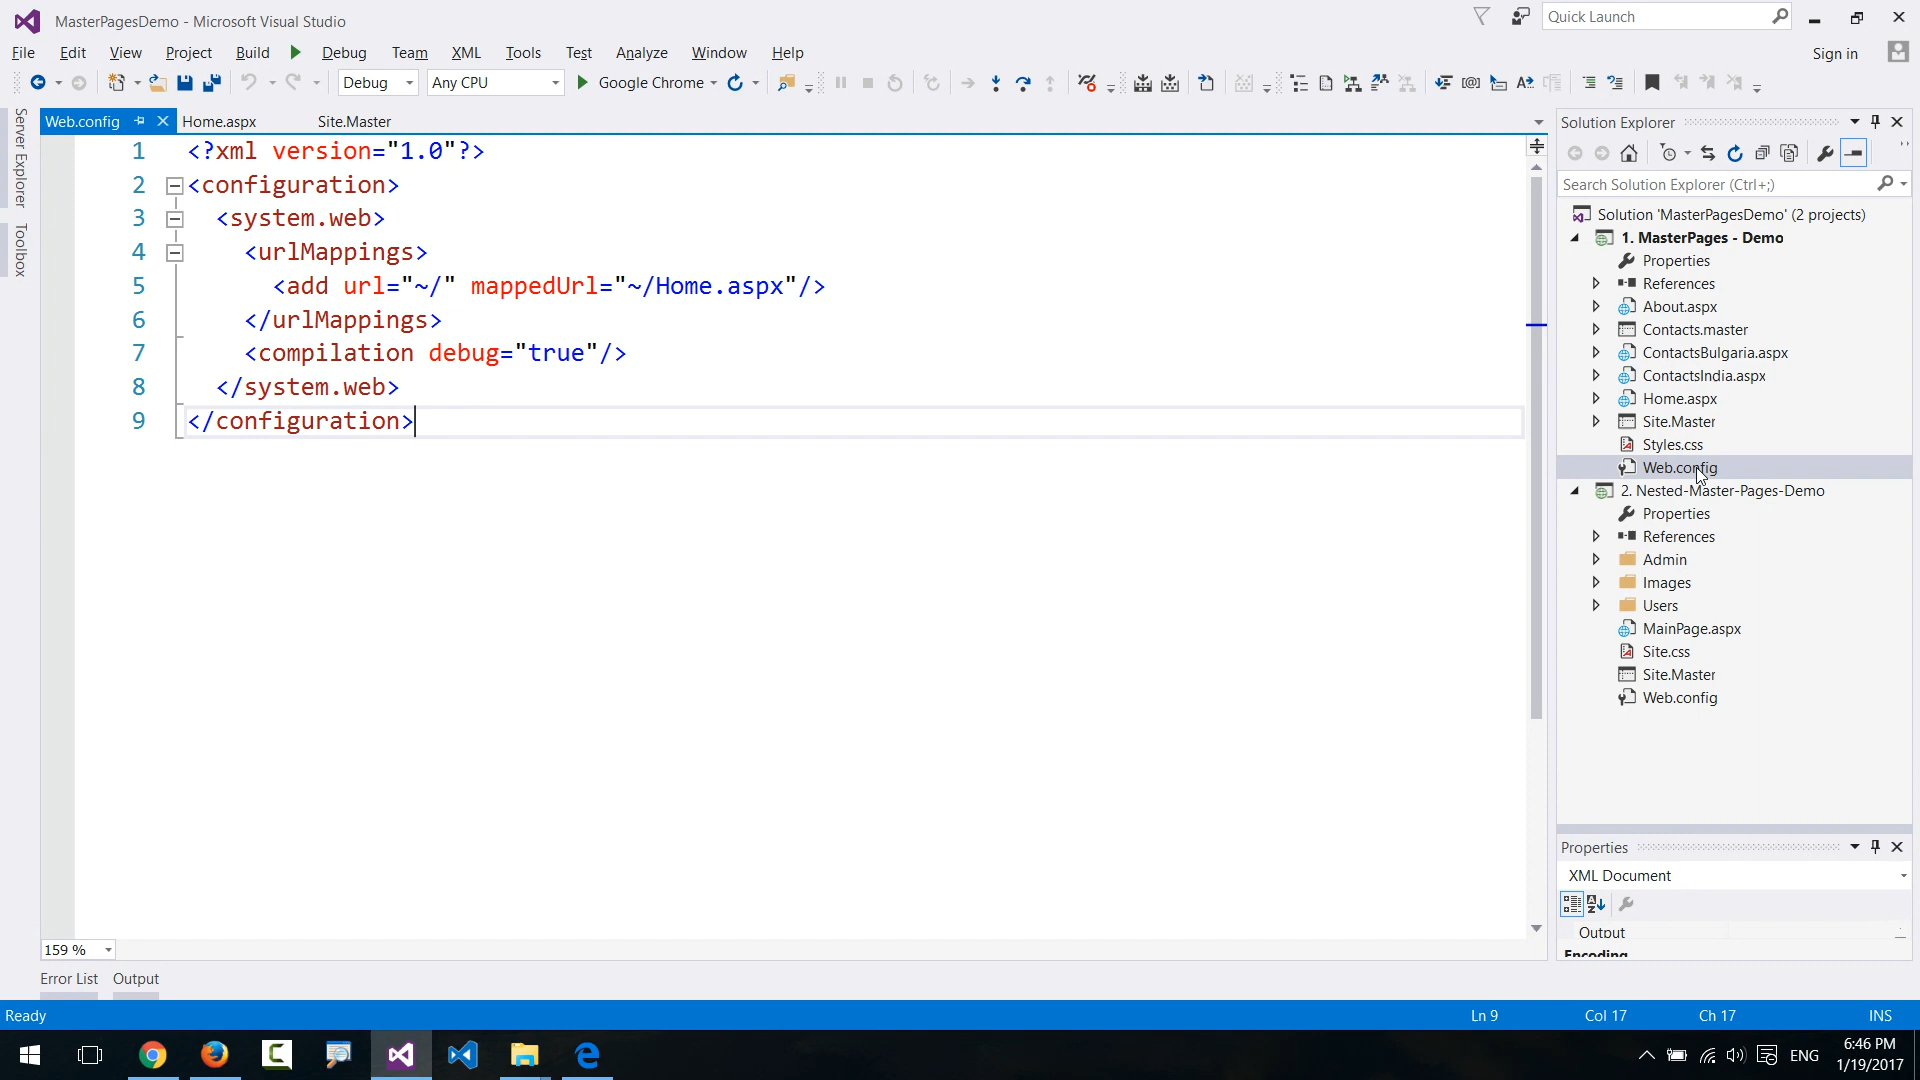 MasterPagesDemo - Microsoft Visual Studio
Quick Launch
File Edit View Project Build Debug Team XML Tools Test Analyze Window Help
Sign in
Debug Any CPU Google Chrome
Server Explorer
Toolbox
Web.config Home.aspx Site.Master
1 <?xml version="1.0"?>
2 <configuration>
3 <system.web>
4 <urlMappings>
5 <add url="~/" mappedUrl="~/Home.aspx"/>
6 </urlMappings>
7 <compilation debug="true"/>
8 </system.web>
9 </configuration>
159 %
Error List Output
Solution Explorer
Search Solution Explorer (Ctrl+;)
Solution 'MasterPagesDemo' (2 projects)
1. MasterPages - Demo
Properties
References
About.aspx
Contacts.master
ContactsBulgaria.aspx
ContactsIndia.aspx
Home.aspx
Site.Master
Styles.css
Web.config
2. Nested-Master-Pages-Demo
Properties
References
Admin
Images
Users
MainPage.aspx
Site.css
Site.Master
Web.config
Properties
XML Document
Output
Encoding
Ready Ln 9 Col 17 Ch 17 INS
ENG
6:46 PM
1/19/2017